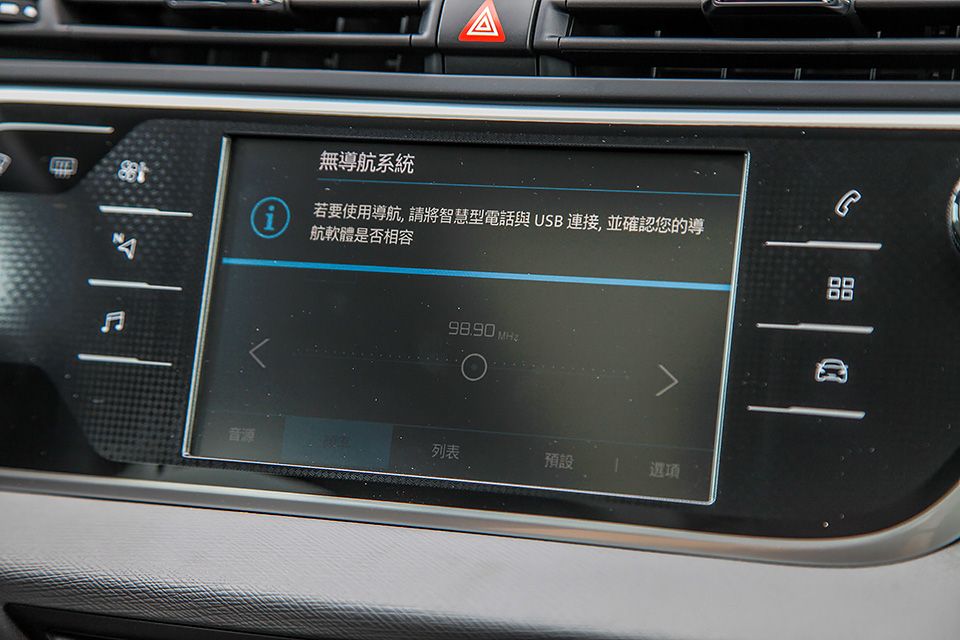 N
無導航系統
若要使用導航, 請將智慧型電話與 USB 連接, 並確認您的導
航軟體是否相容
98.90 MHz
音源
列表
預設
選項